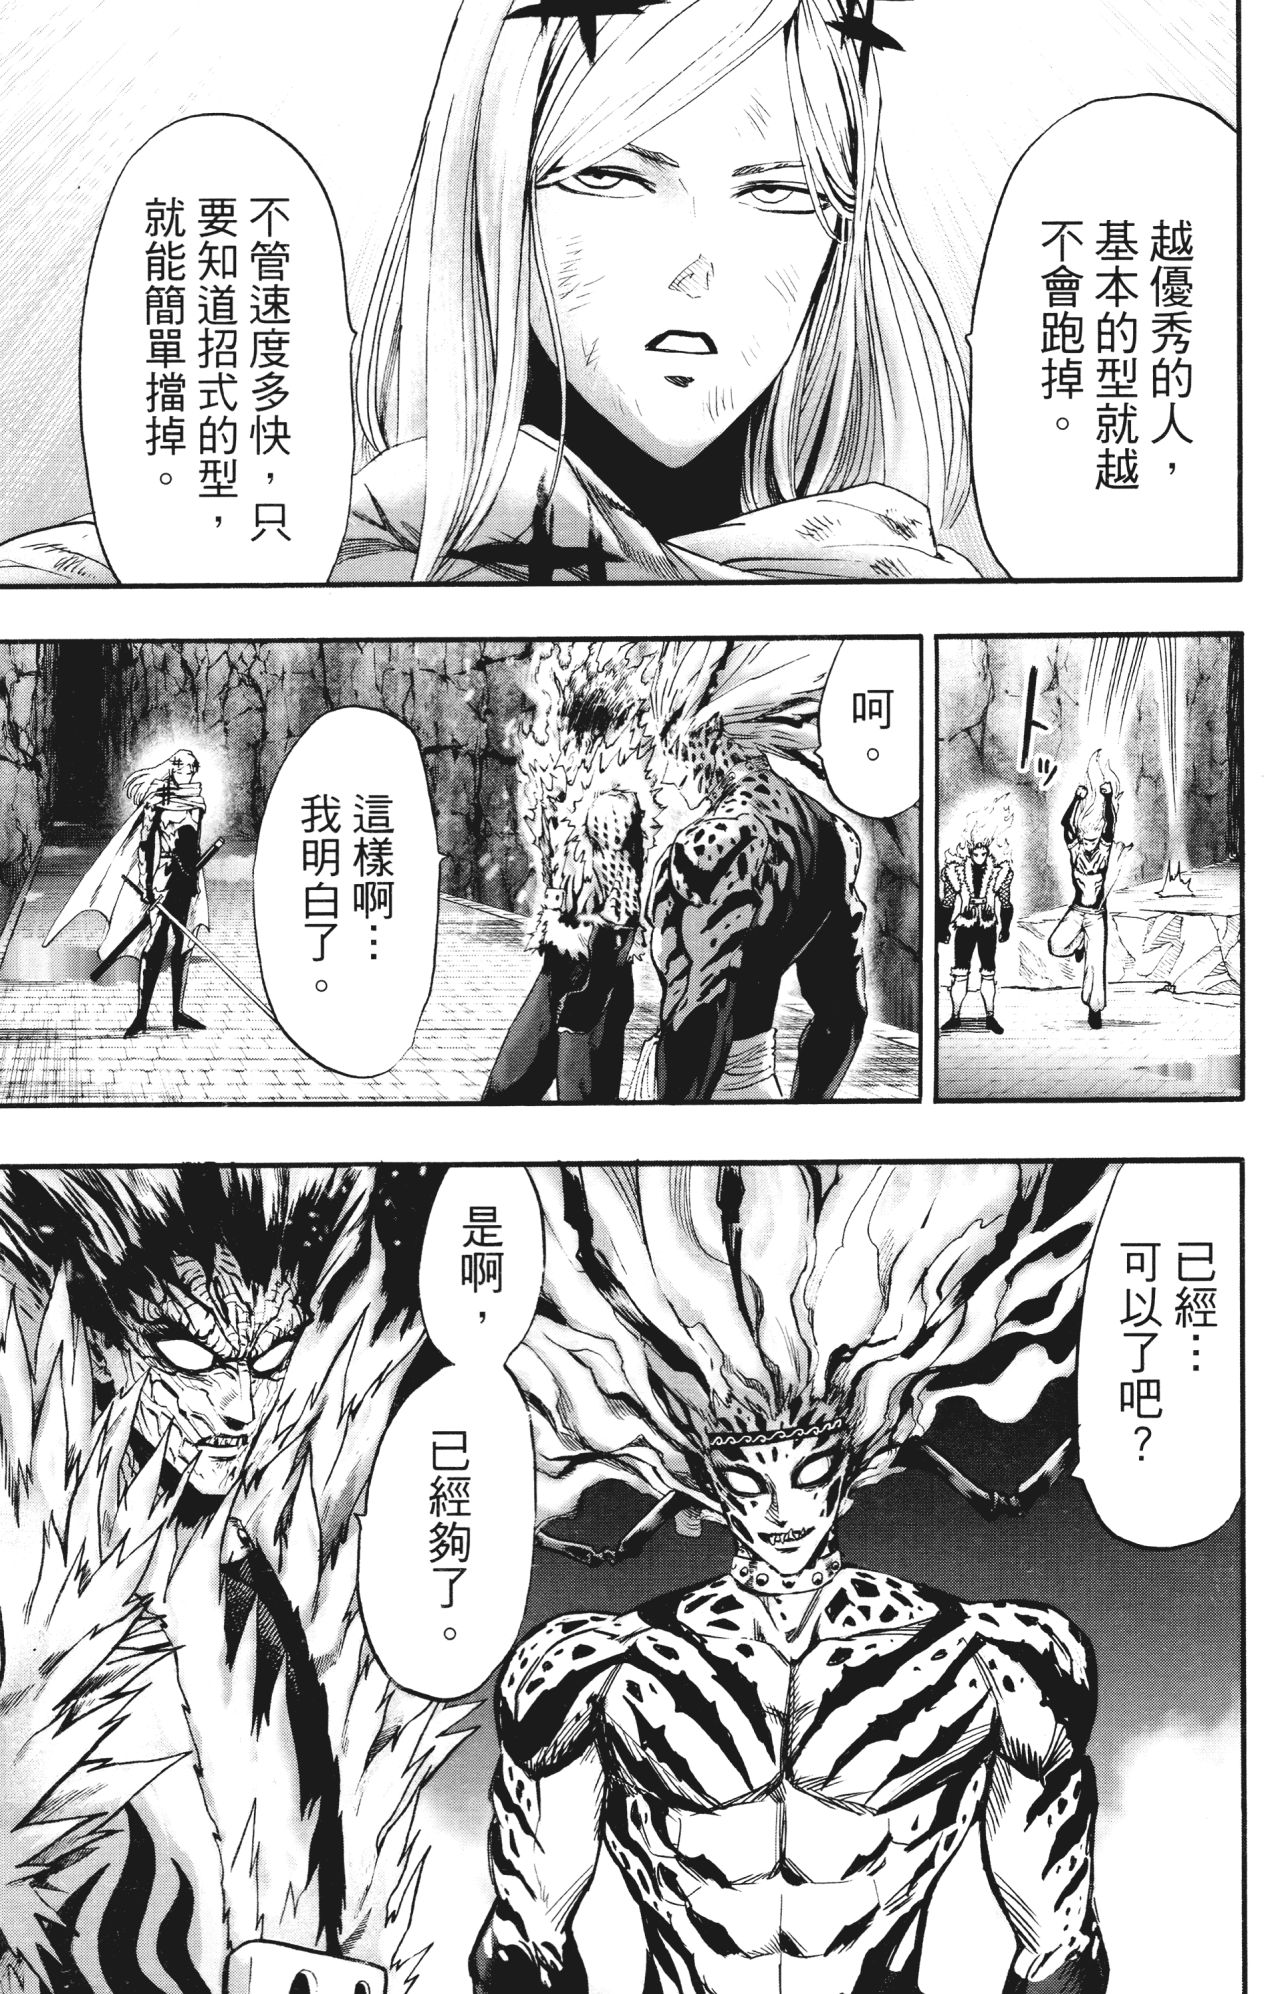 越優秀的人，
基本的型就越
不會跑掉。
不管速度多快，只
要知道招式的型，
就能簡單擋掉。
トッ
呵。
這樣啊…
我明白了。
已經…
可以了吧？
是啊，
已經夠了。